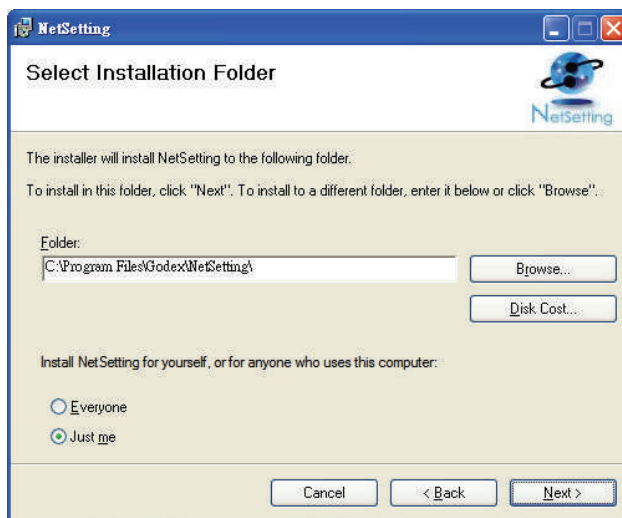 NetSetting
Select Installation Folder
NetSetting
The installer will install NetSetting to the following folder.
To install in this folder, click "Next". To install to a different folder, enter it below or click "Browse".
Folder:
C:\Program Files\Godex\NetSetting\
Browse...
Disk Cost...
Install NetSetting for yourself, or for anyone who uses this computer:
Everyone
Just me
Cancel
< Back
Next >